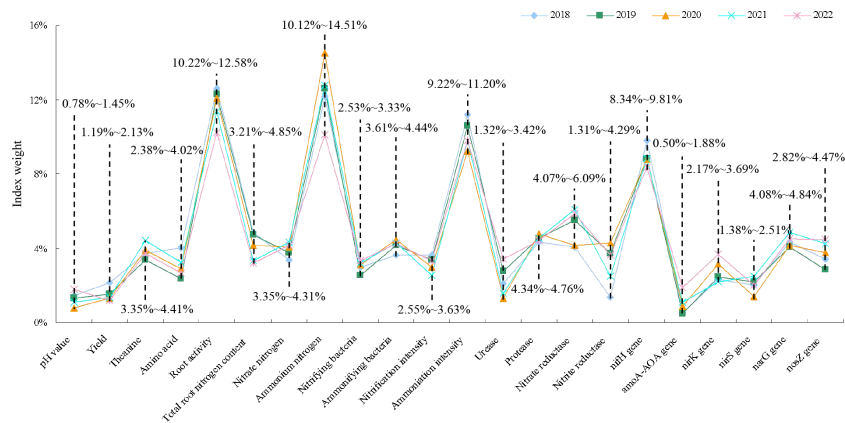 2018 2019 2020 2021 2022
16%
12%
8%
4%
0%
Index weight
0.78%~1.45%
1.19%~2.13%
3.35%~4.41%
2.38%~4.02%
10.22%~12.58%
3.21%~4.85%
3.35%~4.31%
10.12%~14.51%
2.53%~3.33%
3.61%~4.44%
2.55%~3.63%
9.22%~11.20%
1.32%~3.42%
4.34%~4.76%
4.07%~6.09%
1.31%~4.29%
8.34%~9.81%
0.50%~1.88%
2.17%~3.69%
1.38%~2.51%
4.08%~4.84%
2.82%~4.47%
pH value
Yield
Theanine
Amino acid
Root activity
Total root nitrogen content
Nitrate nitrogen
Ammonium nitrogen
Nitrifying bacteria
Ammonifying bacteria
Nitrification intensity
Ammoniation intensity
Urease
Protease
Nitrate reductase
Nitrite reductase
nifH gene
amoA-AOA gene
nirK gene
nirS gene
narG gene
nosZ gene